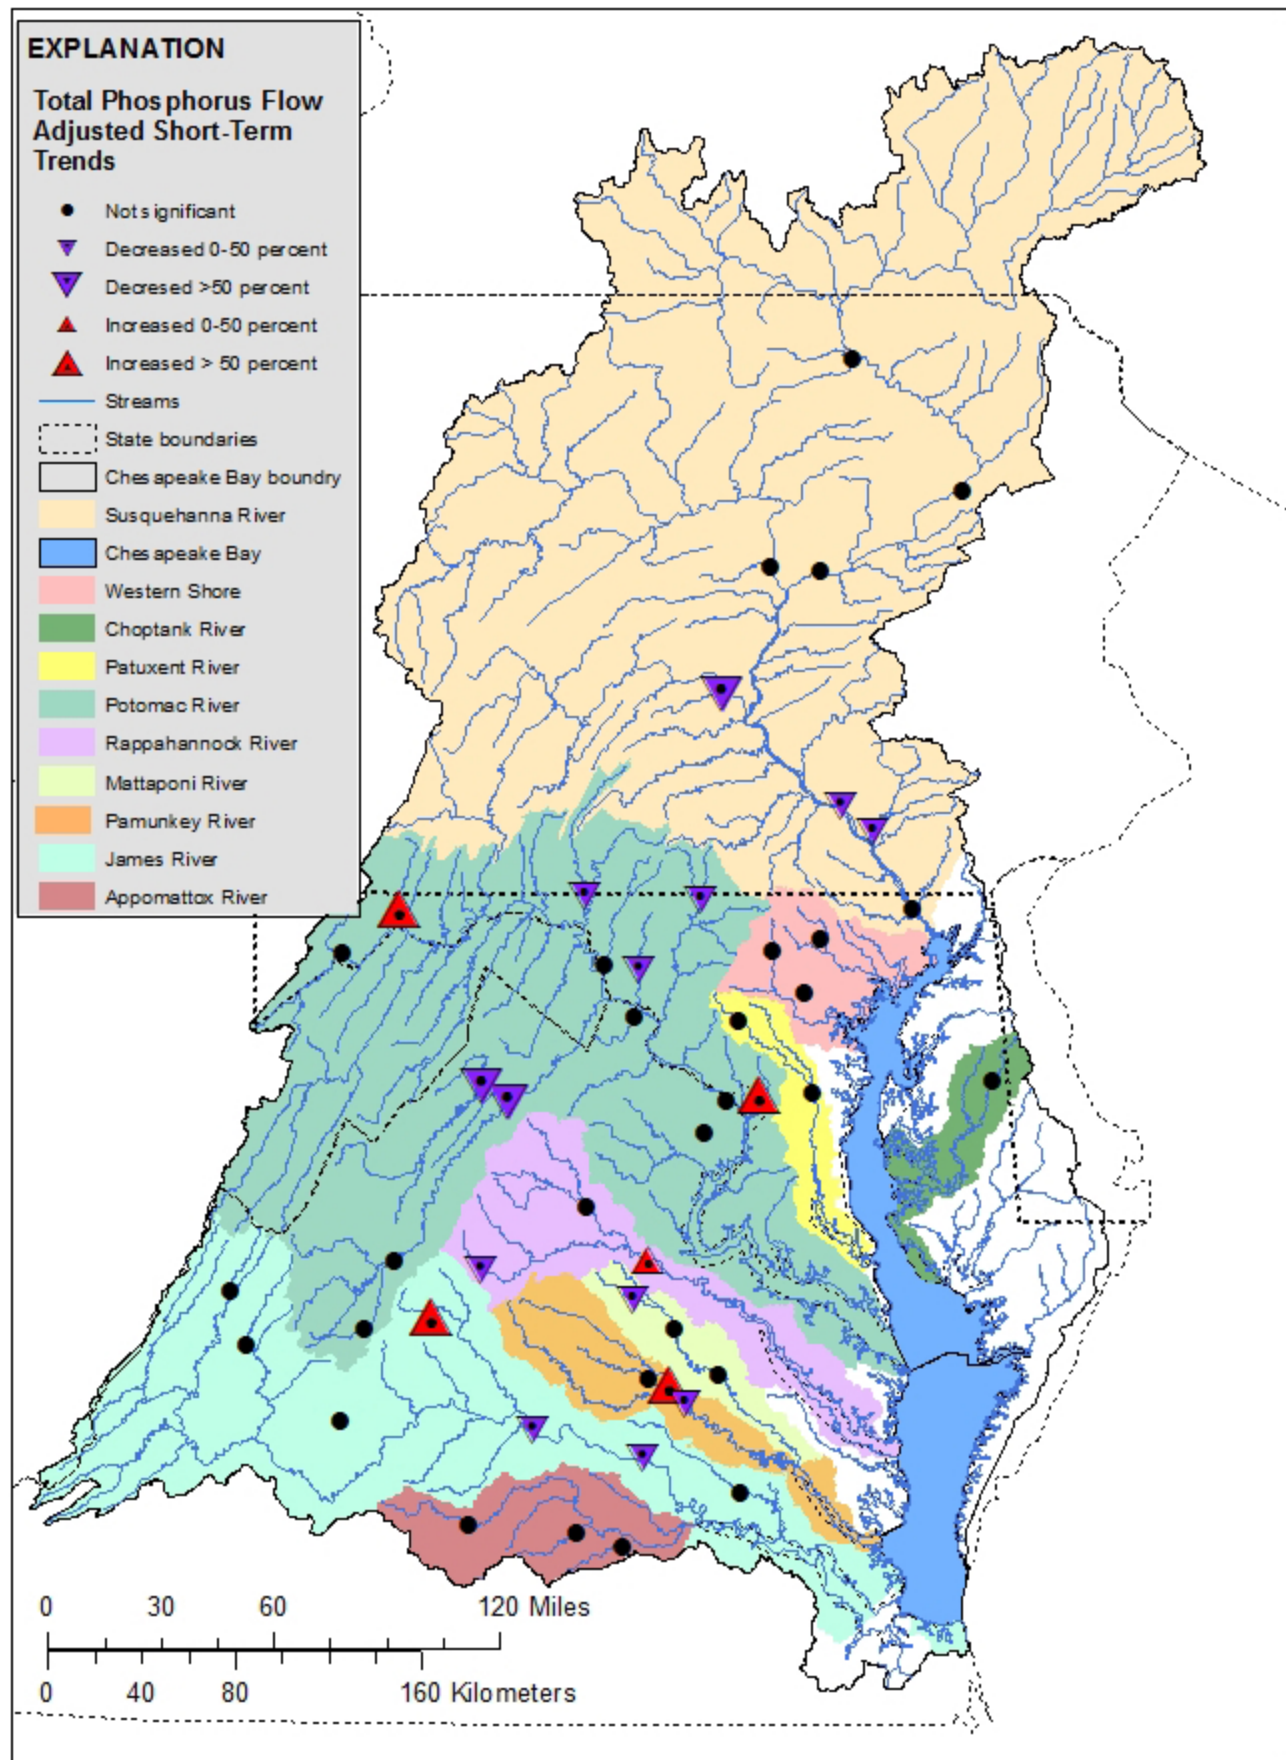 EXPLANATION
Total Phosphorus Flow
Adjusted Short-Term
Trends
Not significant
Decreased 0-50 percent
Decresed >50 percent
Increased 0-50 percent
Increased > 50 percent
Streams
State boundaries
Chesapeake Bay boundry
Susquehanna River
Chesapeake Bay
Western Shore
Choptank River
Patuxent River
Potomac River
Rappahannock River
Mattaponi River
Pamunkey River
James River
Appomattox River
0 30 60 120 Miles
0 40 80 160 Kilometers